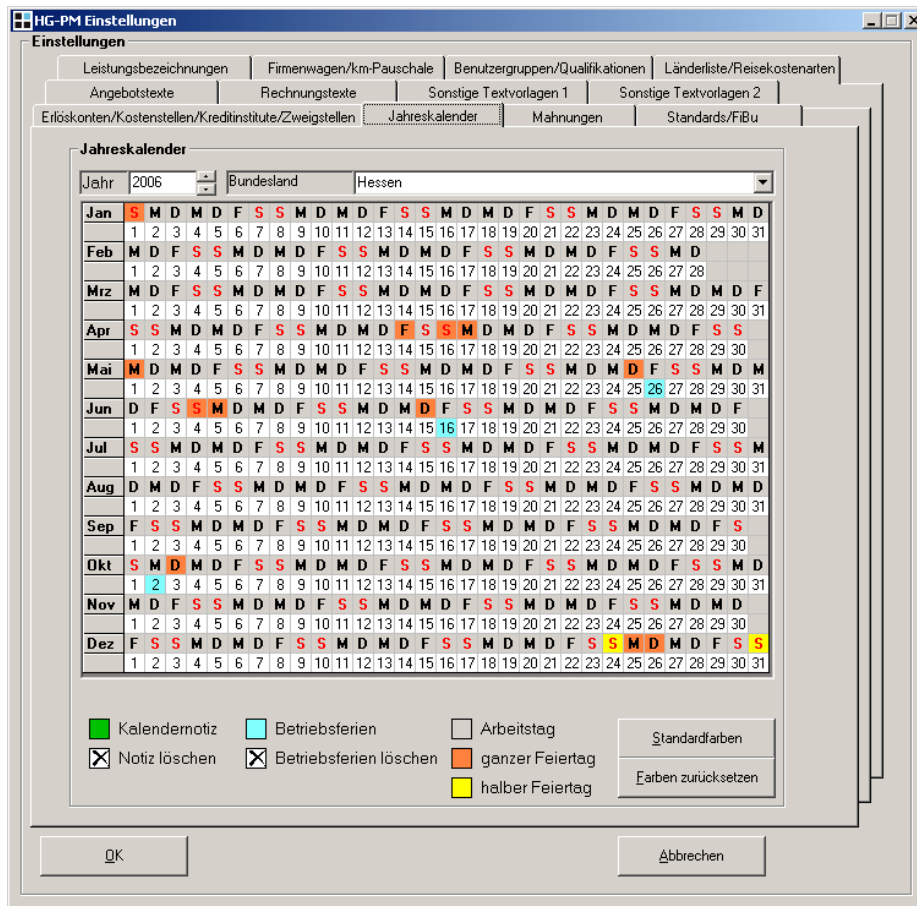 HG-PM Einstellungen
Einstellungen
Leistungsbezeichnungen Firmenwagen/km-Pauschale Benutzergruppen/Qualifikationen Länderliste/Reisekostenarten
Angebotstexte Rechnungstexte Sonstige Textvorlagen 1 Sonstige Textvorlagen 2
Erlöskonten/Kostenstellen/Kreditinstitute/Zweigstellen Jahreskalender Mahnungen Standards/FiBu
Jahreskalender
Jahr 2006 Bundesland Hessen
Jan S M D M D F S S M D M D F S S M D M D F S S M D M D F S S M D
1 2 3 4 5 6 7 8 9 10 11 12 13 14 15 16 17 18 19 20 21 22 23 24 25 26 27 28 29 30 31
Feb M D F S S M D M D F S S M D M D F S S M D M D F S S M D
1 2 3 4 5 6 7 8 9 10 11 12 13 14 15 16 17 18 19 20 21 22 23 24 25 26 27 28
Mrz M D F S S M D M D F S S M D M D F S S M D M D F S S M D M D F
1 2 3 4 5 6 7 8 9 10 11 12 13 14 15 16 17 18 19 20 21 22 23 24 25 26 27 28 29 30 31
Apr S S M D M D F S S M D M D F S S M D M D F S S M D M D F S S
1 2 3 4 5 6 7 8 9 10 11 12 13 14 15 16 17 18 19 20 21 22 23 24 25 26 27 28 29 30
Mai M D M D F S S M D M D F S S M D M D F S S M D M D F S S M D M
1 2 3 4 5 6 7 8 9 10 11 12 13 14 15 16 17 18 19 20 21 22 23 24 25 26 27 28 29 30 31
Jun D F S S M D M D F S S M D M D F S S M D M D F S S M D M D F
1 2 3 4 5 6 7 8 9 10 11 12 13 14 15 16 17 18 19 20 21 22 23 24 25 26 27 28 29 30
Jul S S M D M D F S S M D M D F S S M D M D F S S M D M D F S S M
1 2 3 4 5 6 7 8 9 10 11 12 13 14 15 16 17 18 19 20 21 22 23 24 25 26 27 28 29 30 31
Aug D M D F S S M D M D F S S M D M D F S S M D M D F S S M D M D
1 2 3 4 5 6 7 8 9 10 11 12 13 14 15 16 17 18 19 20 21 22 23 24 25 26 27 28 29 30 31
Sep F S S M D M D F S S M D M D F S S M D M D F S S M D M D F S
1 2 3 4 5 6 7 8 9 10 11 12 13 14 15 16 17 18 19 20 21 22 23 24 25 26 27 28 29 30
Okt S M D M D F S S M D M D F S S M D M D F S S M D M D F S S M D
1 2 3 4 5 6 7 8 9 10 11 12 13 14 15 16 17 18 19 20 21 22 23 24 25 26 27 28 29 30 31
Nov M D F S S M D M D F S S M D M D F S S M D M D F S S M D M D
1 2 3 4 5 6 7 8 9 10 11 12 13 14 15 16 17 18 19 20 21 22 23 24 25 26 27 28 29 30
Dez F S S M D M D F S S M D M D F S S M D M D F S S M D M D F S S
1 2 3 4 5 6 7 8 9 10 11 12 13 14 15 16 17 18 19 20 21 22 23 24 25 26 27 28 29 30 31
Kalendernotiz Betriebsferien Arbeitstag Standardfarben
Notiz löschen Betriebsferien löschen ganzer Feiertag Farben zurücksetzen
halber Feiertag
OK Abbrechen